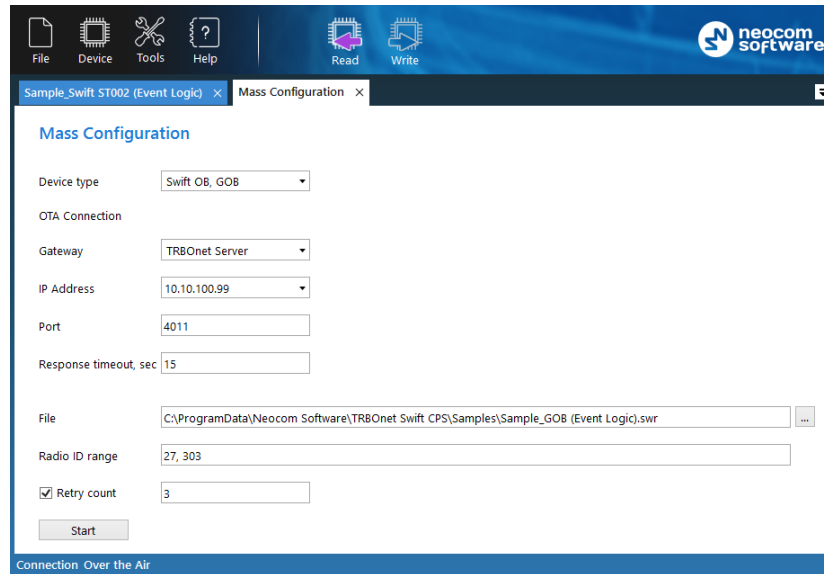 File Device Tools Help Read Write
neocom
software
Sample_Swift ST002 (Event Logic) × Mass Configuration ×
Mass Configuration
Device type Swift OB, GOB
OTA Connection
Gateway TRBOnet Server
IP Address 10.10.100.99
Port 4011
Response timeout, sec 15
File C:\ProgramData\Neocom Software\TRBOnet Swift CPS\Samples\Sample_GOB (Event Logic).swr ...
Radio ID range 27, 303
Retry count 3
Start
Connection Over the Air